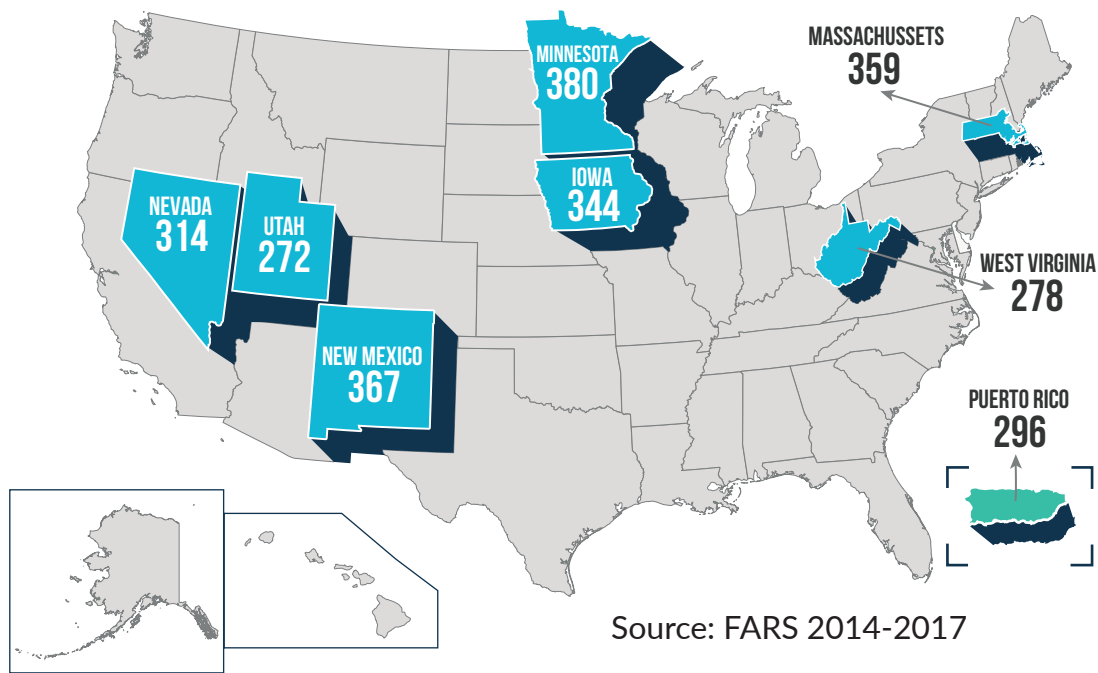 MINNESOTA
380
MASSACHUSSETS
359
IOWA
344
NEVADA
314
UTAH
272
WEST VIRGINIA
278
NEW MEXICO
367
PUERTO RICO
296
Source: FARS 2014-2017